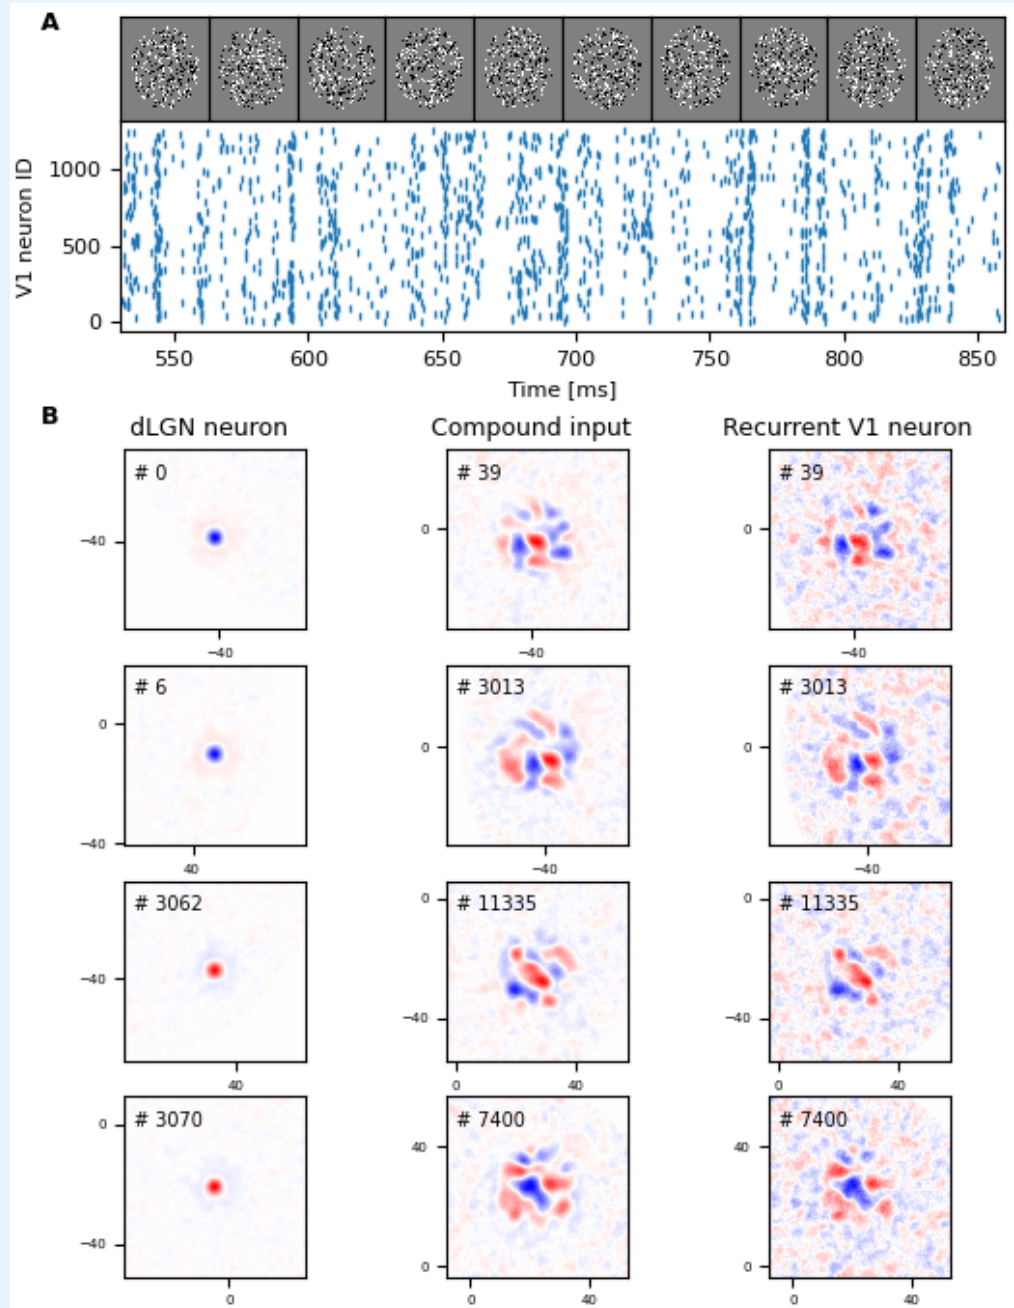 A
V1 neuron ID
1000
500
0
550 600 650 700 750 800 850
Time [ms]
B
dLGN neuron Compound input Recurrent V1 neuron
# 0 # 39 # 39
−40 0 0
−40 −40 −40
# 6 # 3013 # 3013
0 0 0
−40
40 −40 −40
# 3062 # 11335 # 11335
0 0
−40
−40 −40
40 0 40 0 40
# 3070 # 7400 # 7400
0 40 40
−40 0 0
0 0 40 0 40